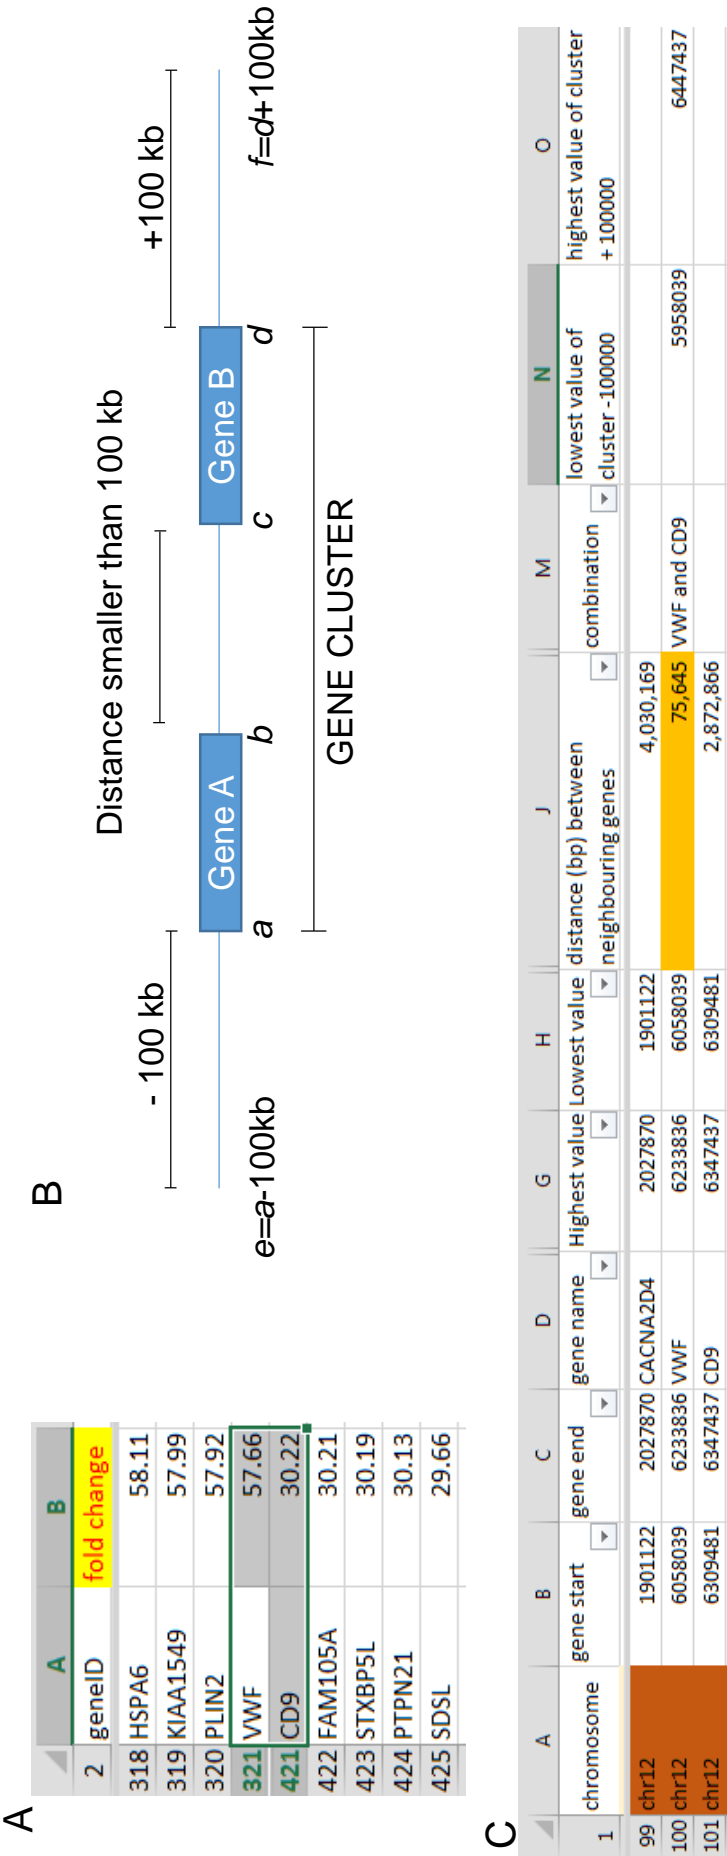 A
A B
2 geneID fold change
318 HSPA6 58.11
319 KIAA1549 57.99
320 PLIN2 57.92
321 VWF 57.66
421 CD9 30.22
422 FAM105A 30.21
423 STXBP5L 30.19
424 PTPN21 30.13
425 SDSL 29.66
B
Distance smaller than 100 kb
- 100 kb +100 kb
Gene A Gene B
a b c d
e=a-100kb f=d+100kb
GENE CLUSTER
C
A B C D G H J M N O
1 chromosome gene start gene end gene name Highest value Lowest value distance (bp) between neighbouring genes combination lowest value of cluster -100000 highest value of cluster + 100000
99 chr12 1901122 2027870 CACNA2D4 2027870 1901122 4,030,169
100 chr12 6058039 6233836 VWF 6233836 6058039 75,645 VWF and CD9 5958039 6447437
101 chr12 6309481 6347437 CD9 6347437 6309481 2,872,866